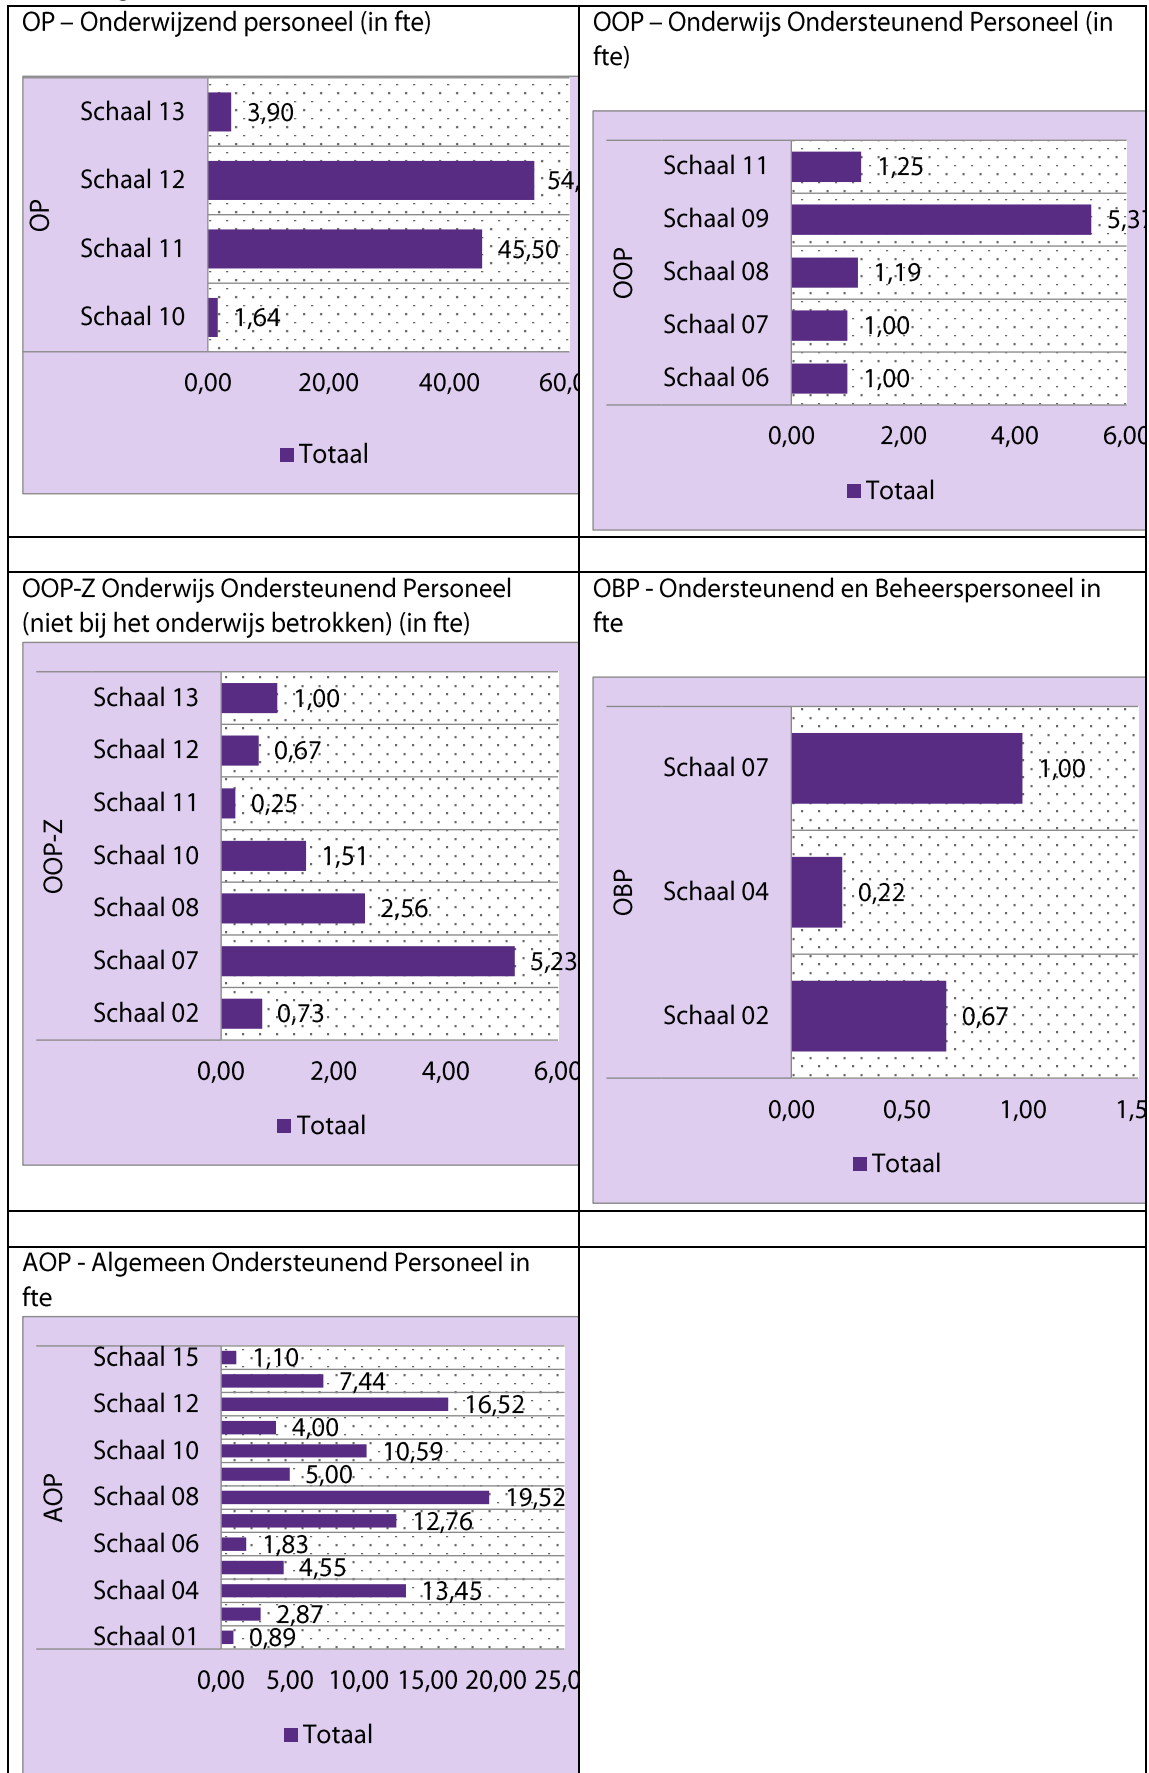 OP – Onderwijzend personeel (in fte)
OP
Schaal 13
3,90
Schaal 12
54,
Schaal 11
45,50
Schaal 10
1,64
0,00 20,00 40,00 60,0
Totaal
OOP – Onderwijs Ondersteunend Personeel (in
fte)
OOP
Schaal 11
1,25
Schaal 09
5,37
Schaal 08
1,19
Schaal 07
1,00
Schaal 06
1,00
0,00 2,00 4,00 6,00
Totaal
OOP-Z Onderwijs Ondersteunend Personeel
(niet bij het onderwijs betrokken) (in fte)
OOP-Z
Schaal 13
1,00
Schaal 12
0,67
Schaal 11
0,25
Schaal 10
1,51
Schaal 08
2,56
Schaal 07
5,23
Schaal 02
0,73
0,00 2,00 4,00 6,00
Totaal
OBP - Ondersteunend en Beheerspersoneel in
fte
OBP
Schaal 07
1,00
Schaal 04
0,22
Schaal 02
0,67
0,00 0,50 1,00 1,5
Totaal
AOP - Algemeen Ondersteunend Personeel in
fte
AOP
Schaal 15
1,10
7,44
Schaal 12
16,52
4,00
Schaal 10
10,59
5,00
Schaal 08
19,52
12,76
Schaal 06
1,83
4,55
Schaal 04
13,45
2,87
Schaal 01
0,89
0,00 5,00 10,00 15,00 20,00 25,0
Totaal